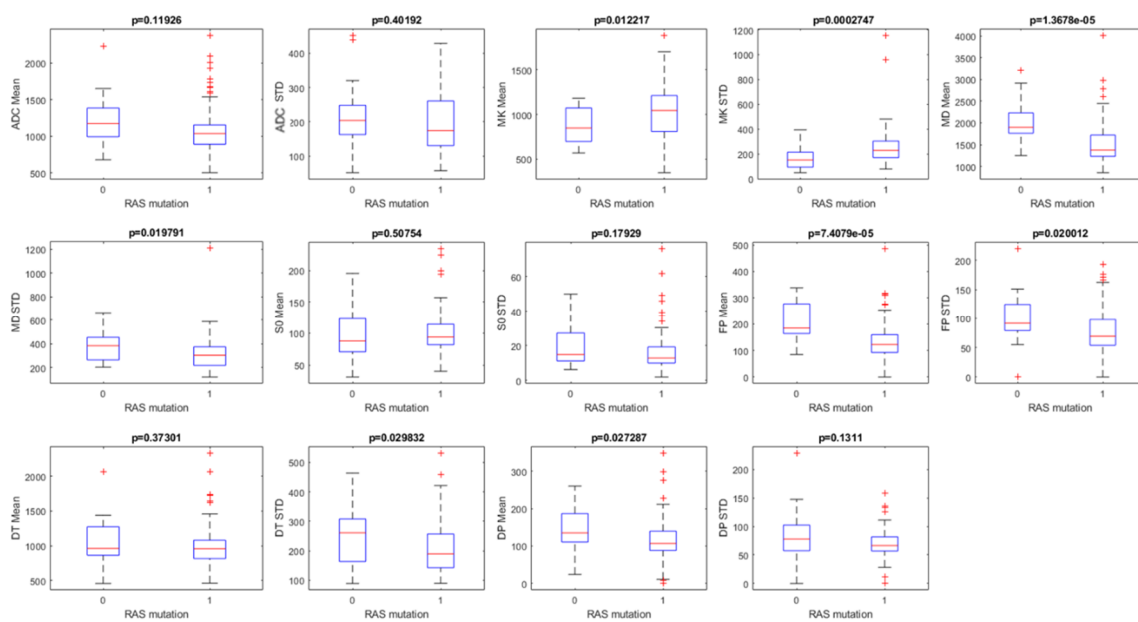 p=0.11926
ADC Mean
2000
1500
1000
500
0
1
RAS mutation
p=0.40192
ADC STD
400
300
200
100
0
1
RAS mutation
p=0.012217
MK Mean
1500
1000
500
0
1
RAS mutation
p=0.0002747
MK STD
1200
1000
800
600
400
200
0
0
1
RAS mutation
p=1.3678e-05
MD Mean
4000
3500
3000
2500
2000
1500
1000
0
1
RAS mutation
p=0.019791
MD STD
1200
1000
800
600
400
200
0
1
RAS mutation
p=0.50754
S0 Mean
200
150
100
50
0
1
RAS mutation
p=0.17929
S0 STD
80
60
40
20
0
0
1
RAS mutation
p=7.4079e-05
FP Mean
500
400
300
200
100
0
0
1
RAS mutation
p=0.020012
FP STD
200
150
100
50
0
0
1
RAS mutation
p=0.37301
DT Mean
2000
1500
1000
500
0
1
RAS mutation
p=0.029832
DT STD
500
400
300
200
100
0
1
RAS mutation
p=0.027287
DP Mean
300
200
100
0
0
1
RAS mutation
p=0.1311
DP STD
200
150
100
50
0
0
1
RAS mutation